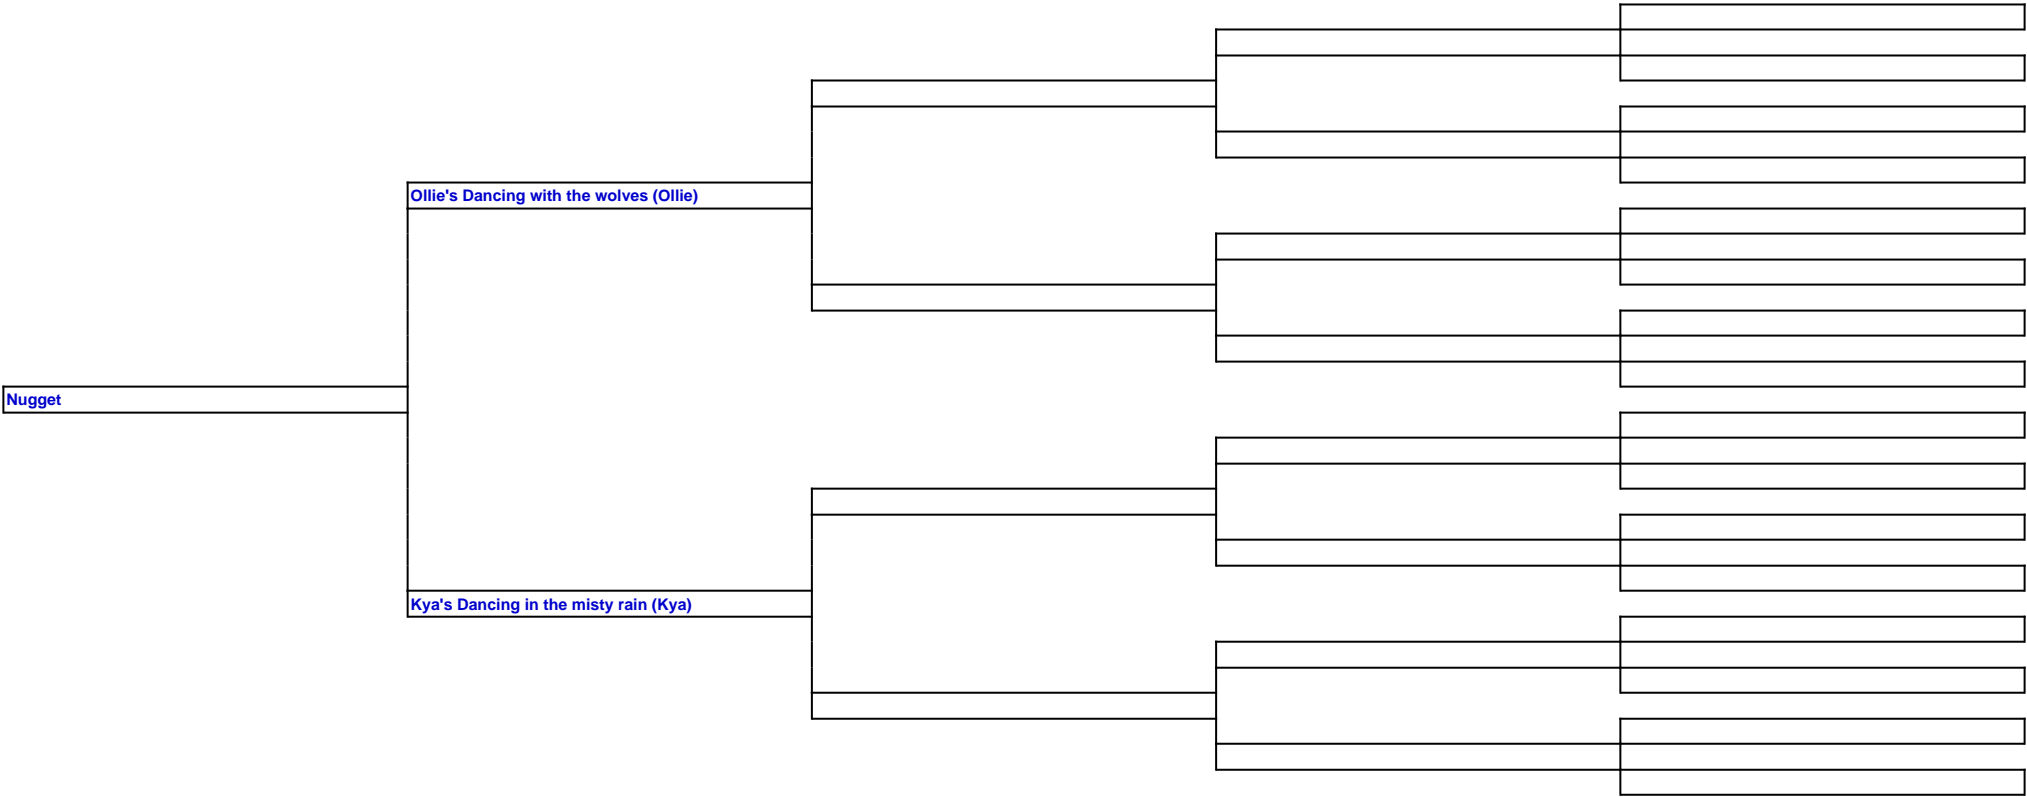 Ollie's Dancing with the wolves (Ollie)
Nugget
Kya's Dancing in the misty rain (Kya)